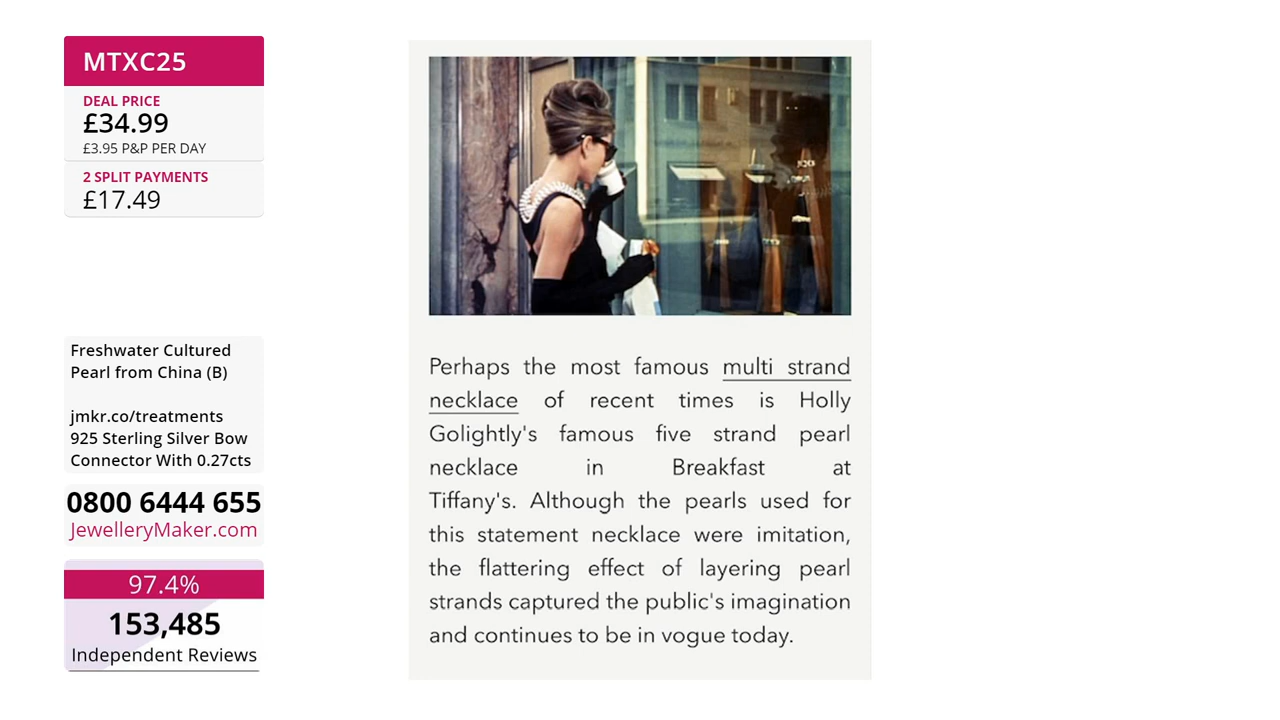 MTXC25
DEAL PRICE
£34.99
£3.95 P&P PER DAY
2 SPLIT PAYMENTS
£17.49
Freshwater Cultured
Pearl from China (B)
jmkr.co/treatments
925 Sterling Silver Bow
Connector With 0.27cts
0800 6444 655
JewelleryMaker.com
97.4%
153,485
Independent Reviews
Perhaps the most famous multi strand
necklace of recent times is Holly
Golightly's famous five strand pearl
necklace in Breakfast at
Tiffany's. Although the pearls used for
this statement necklace were imitation,
the flattering effect of layering pearl
strands captured the public's imagination
and continues to be in vogue today.